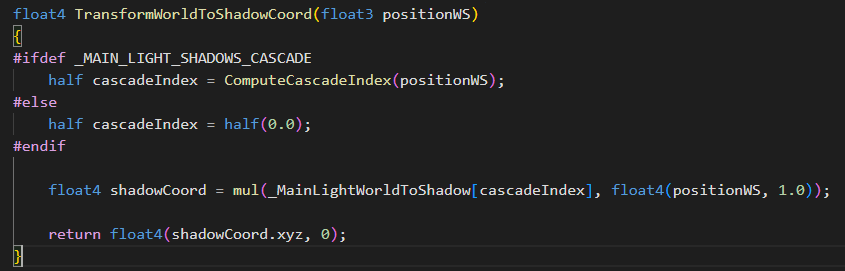 float4 TransformWorldToShadowCoord(float3 positionWS)
{
#ifdef _MAIN_LIGHT_SHADOWS_CASCADE
    half cascadeIndex = ComputeCascadeIndex(positionWS);
#else
    half cascadeIndex = half(0.0);
#endif

    float4 shadowCoord = mul(_MainLightWorldToShadow[cascadeIndex], float4(positionWS, 1.0));

    return float4(shadowCoord.xyz, 0);
}